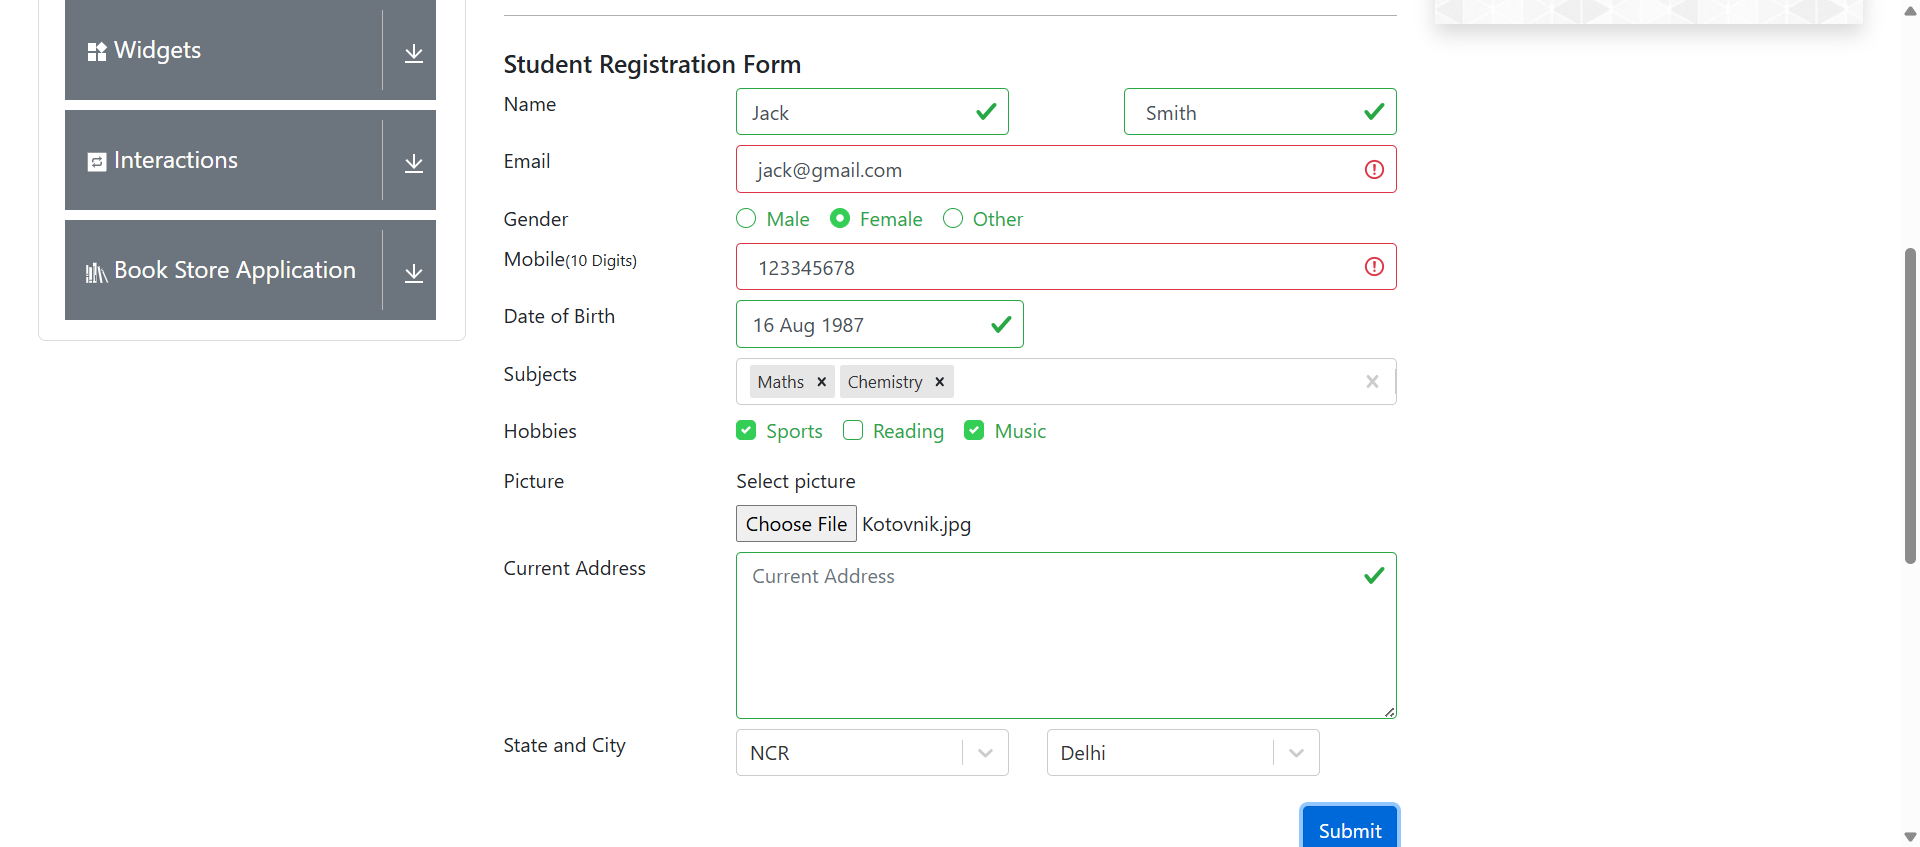 Widgets
Interactions
Book Store Application
Student Registration Form
Name
Jack
Smith
Email
jack@gmail.com
Gender
Male Female Other
Mobile(10 Digits)
123345678
Date of Birth
16 Aug 1987
Subjects
Maths
Chemistry
Hobbies
Sports Reading Music
Picture
Select picture
Choose File Kotovnik.jpg
Current Address
Current Address
State and City
NCR
Delhi
Submit